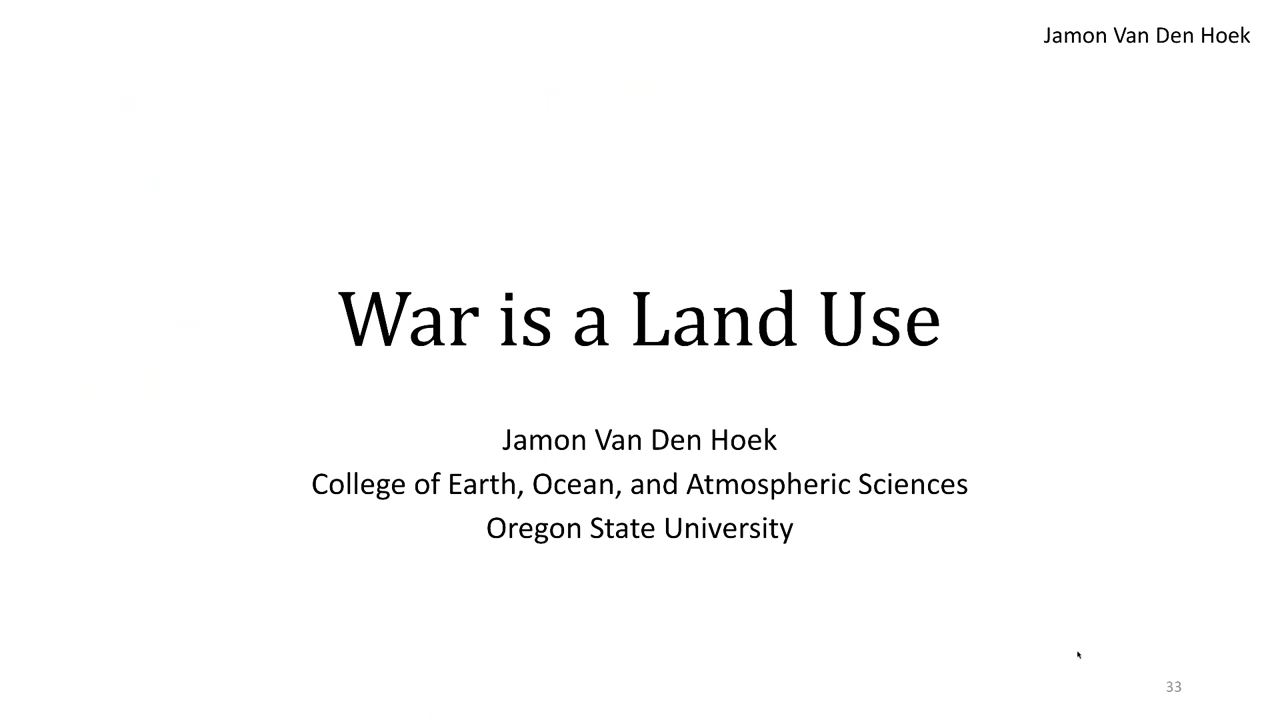 Jamon Van Den Hoek
War is a Land Use
Jamon Van Den Hoek
College of Earth, Ocean, and Atmospheric Sciences
Oregon State University
33